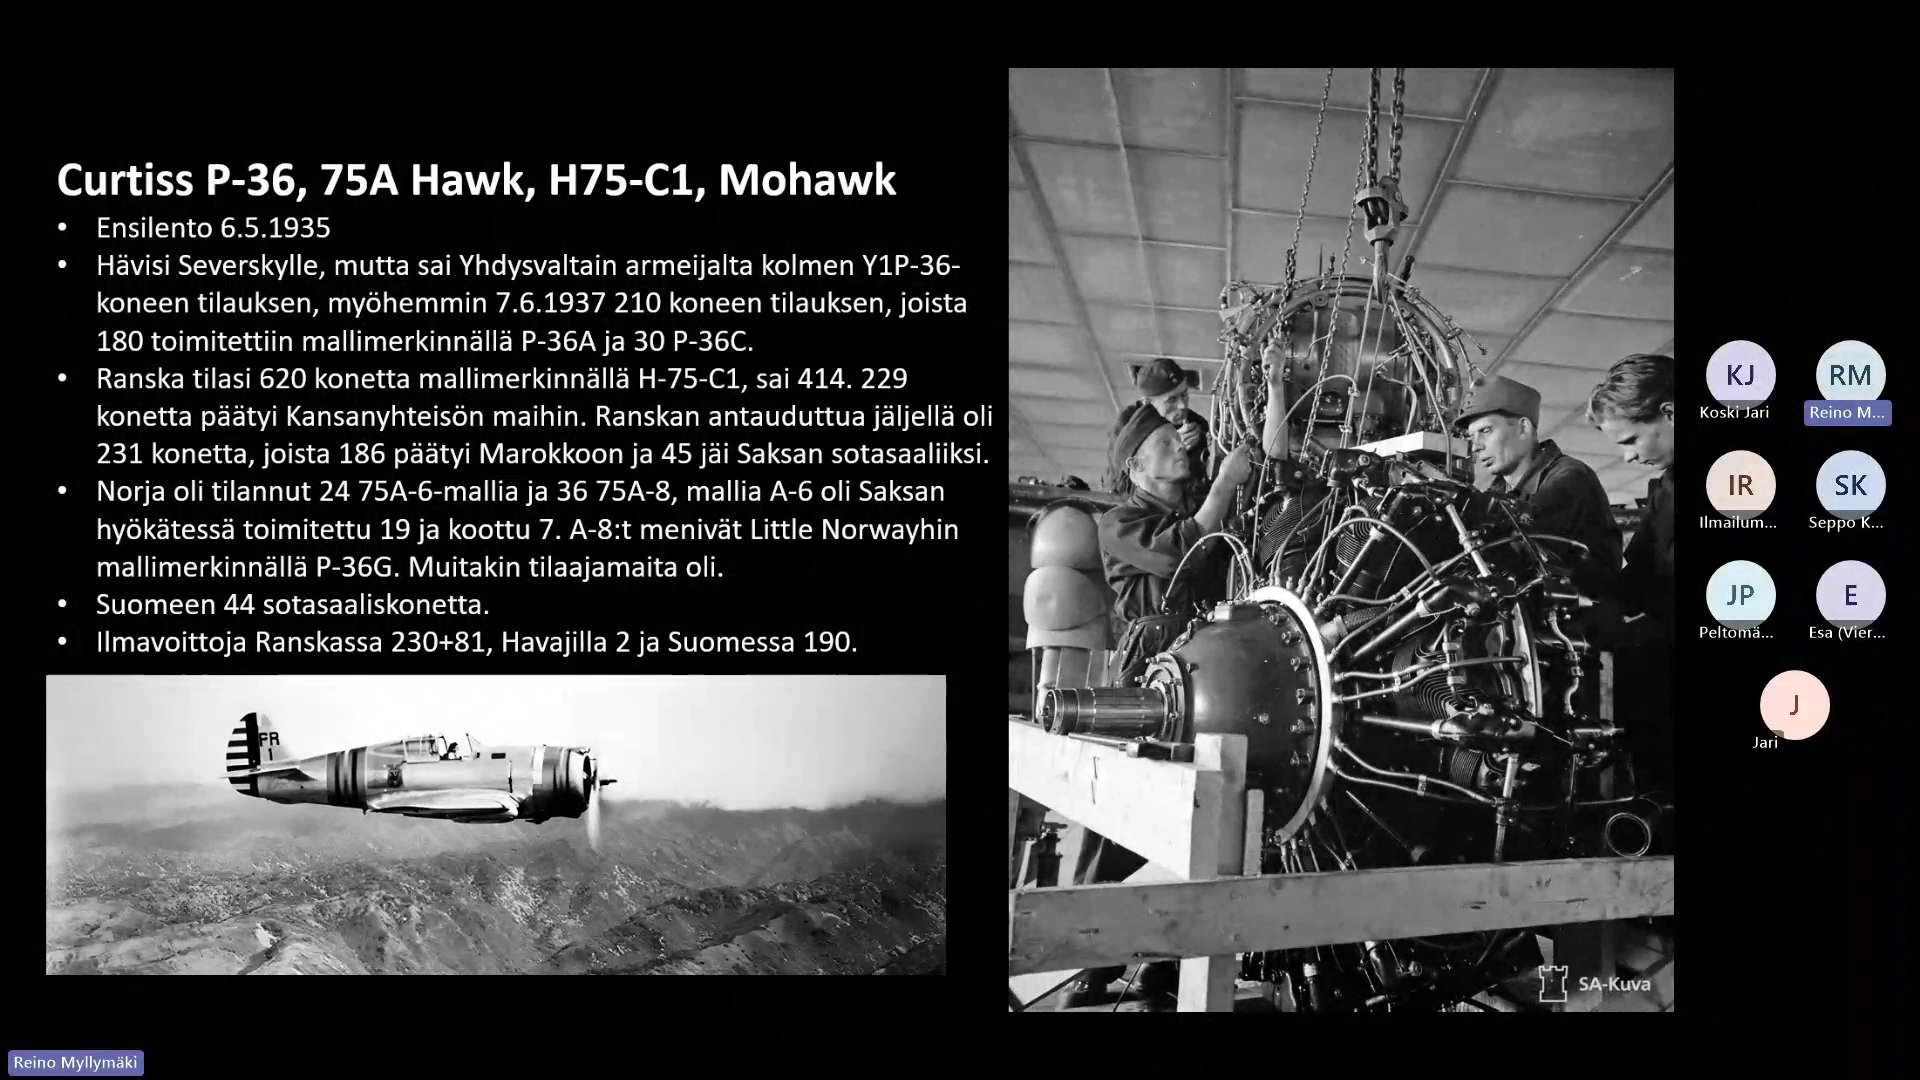 Curtiss P-36, 75A Hawk, H75-C1, Mohawk
• Ensilento 6.5.1935
• Hävisi Severskylle, mutta sai Yhdysvaltain armeijalta kolmen Y1P-36-
koneen tilauksen, myöhemmin 7.6.1937 210 koneen tilauksen, joista
180 toimitettiin mallimerkinnällä P-36A ja 30 P-36C.
• Ranska tilasi 620 konetta mallimerkinnällä H-75-C1, sai 414. 229
konetta päätyi Kansanyhteisön maihin. Ranskan antauduttua jäljellä oli
231 konetta, joista 186 päätyi Marokkoon ja 45 jäi Saksan sotasaaliiksi.
• Norja oli tilannut 24 75A-6-mallia ja 36 75A-8, mallia A-6 oli Saksan
hyökätessä toimitettu 19 ja koottu 7. A-8:t menivät Little Norwayhin
mallimerkinnällä P-36G. Muitakin tilaajamaita oli.
• Suomeen 44 sotasaaliskonetta.
• Ilmavoittoja Ranskassa 230+81, Havajilla 2 ja Suomessa 190.
PR
1
SA-Kuva
KJ
Koski Jari
RM
Reino M...
IR
Ilmailum...
SK
Seppo K...
JP
Peltomä...
E
Esa (Vier...
J
Jari
Reino Myllymäki